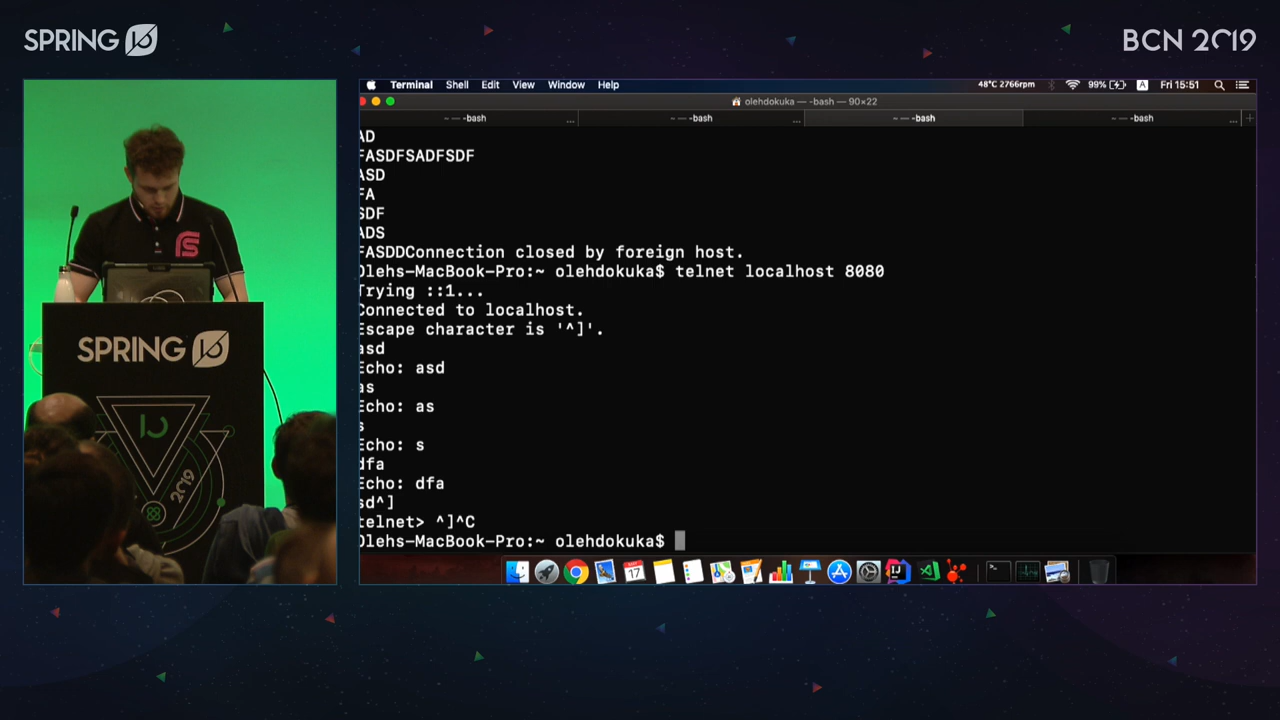 SPRING IO
BCN 2019
Terminal Shell Edit View Window Help
48°C 2766rpm 99% A Fri 15:51
olehdokuka — -bash — 90×22
~ — -bash ... ~ — -bash ... ~ — -bash ~ — -bash ... +
AD
FASDFSADFSDF
ASD
FA
SDF
ADS
FASDDConnection closed by foreign host.
Olehs-MacBook-Pro:~ olehdokuka$ telnet localhost 8080
Trying ::1...
Connected to localhost.
Escape character is '^]'.
asd
Echo: asd
as
Echo: as
s
Echo: s
dfa
Echo: dfa
sd^]
telnet> ^]^C
Olehs-MacBook-Pro:~ olehdokuka$
17
SPRING IO
IO
2019